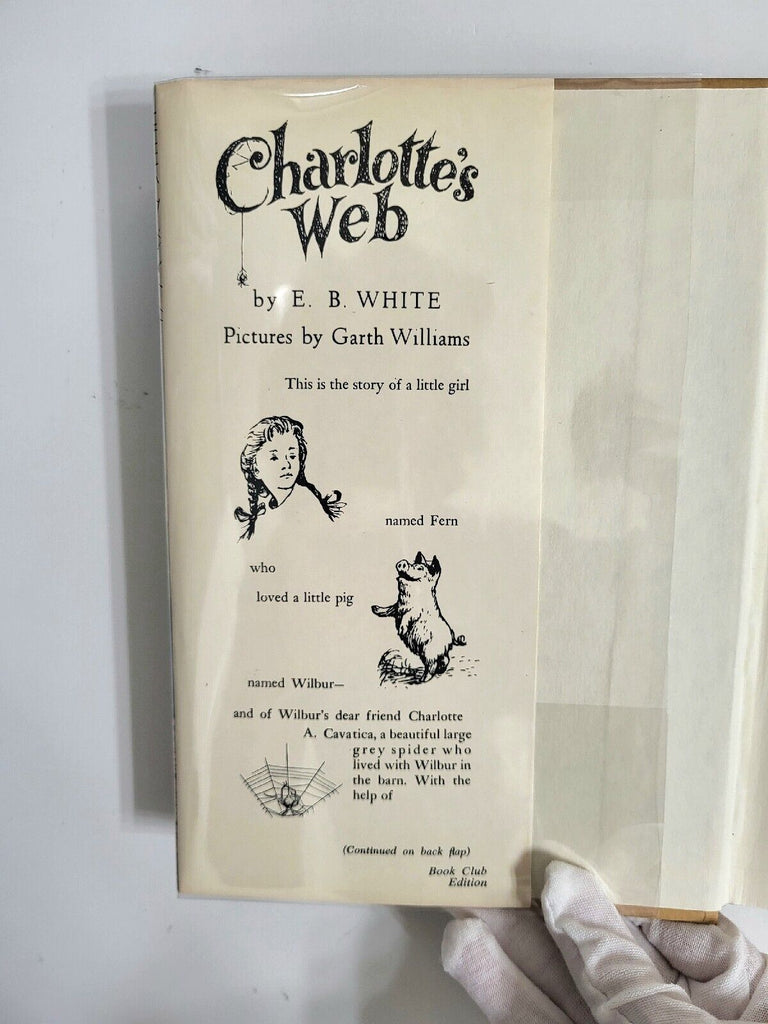 Charlotte's
Web
by E. B. WHITE
Pictures by Garth Williams
This is the story of a little girl
named Fern
who
loved a little pig
named Wilbur—
and of Wilbur's dear friend Charlotte
A. Cavatica, a beautiful large
grey spider who
lived with Wilbur in
the barn. With the
help of
(Continued on back flap)
Book Club
Edition